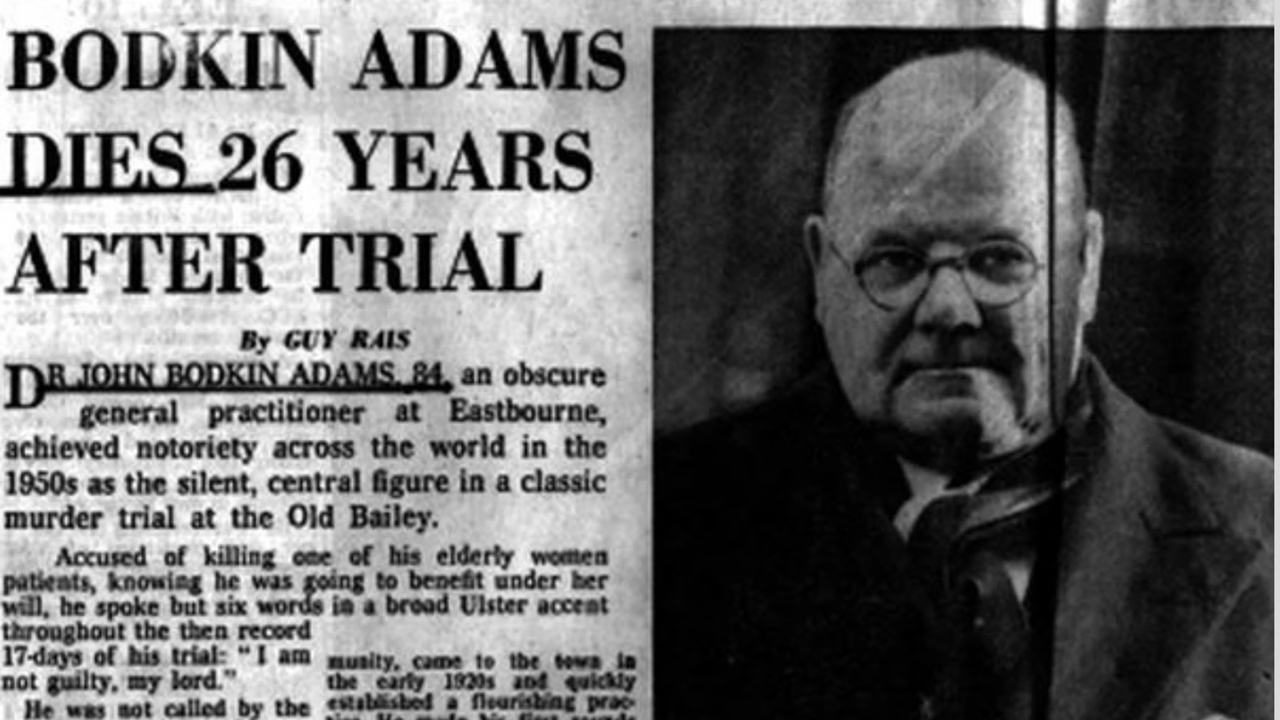 BODKIN ADAMS
DIES 26 YEARS
AFTER TRIAL
By GUY RAIS
DR JOHN BODKIN ADAMS, 84, an obscure
general practitioner at Eastbourne,
achieved notoriety across the world in the
1950s as the silent, central figure in a classic
murder trial at the Old Bailey.
Accused of killing one of his elderly women
patients, knowing he was going to benefit under her
will, he spoke but six words in a broad Ulster accent
throughout the then record
17-days of his trial: “I am
not guilty, my lord.”
He was not called by the
munity, came to the town in
the early 1920s and quickly
established a flourishing prac-
He made his first